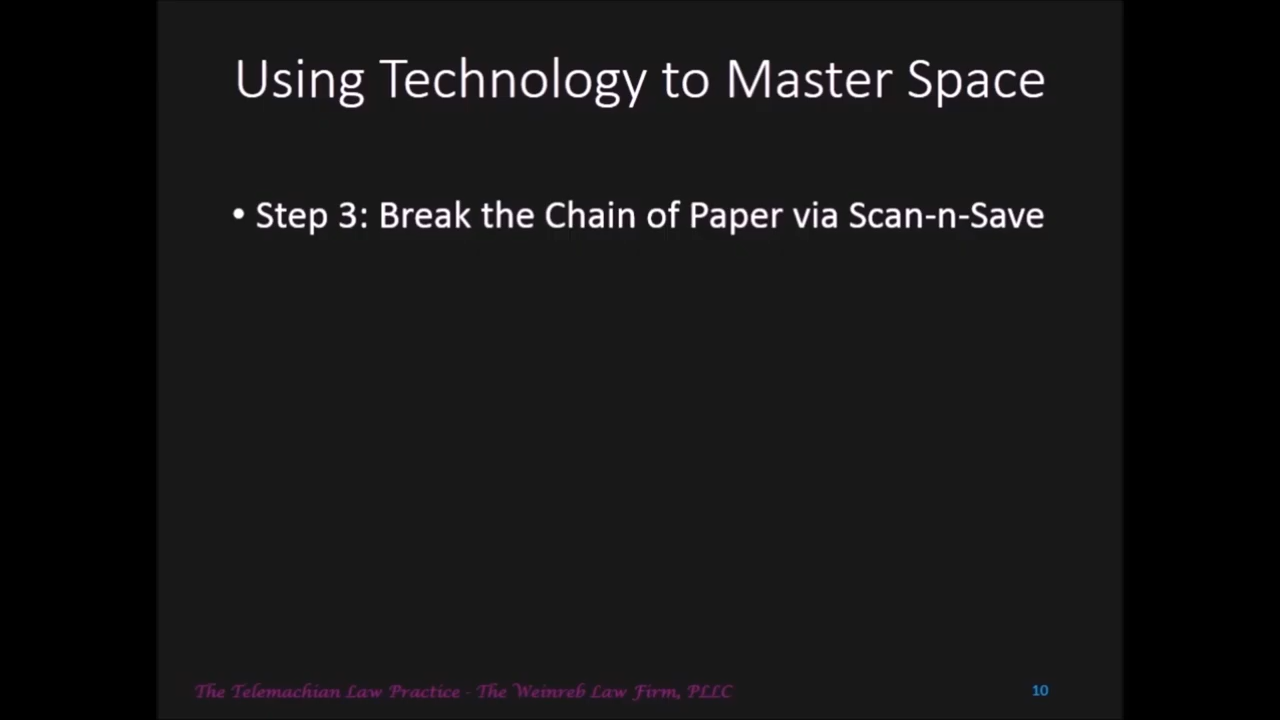 Using Technology to Master Space
• Step 3: Break the Chain of Paper via Scan-n-Save
The Telemachian Law Practice - The Weinreb Law Firm, PLLC
10